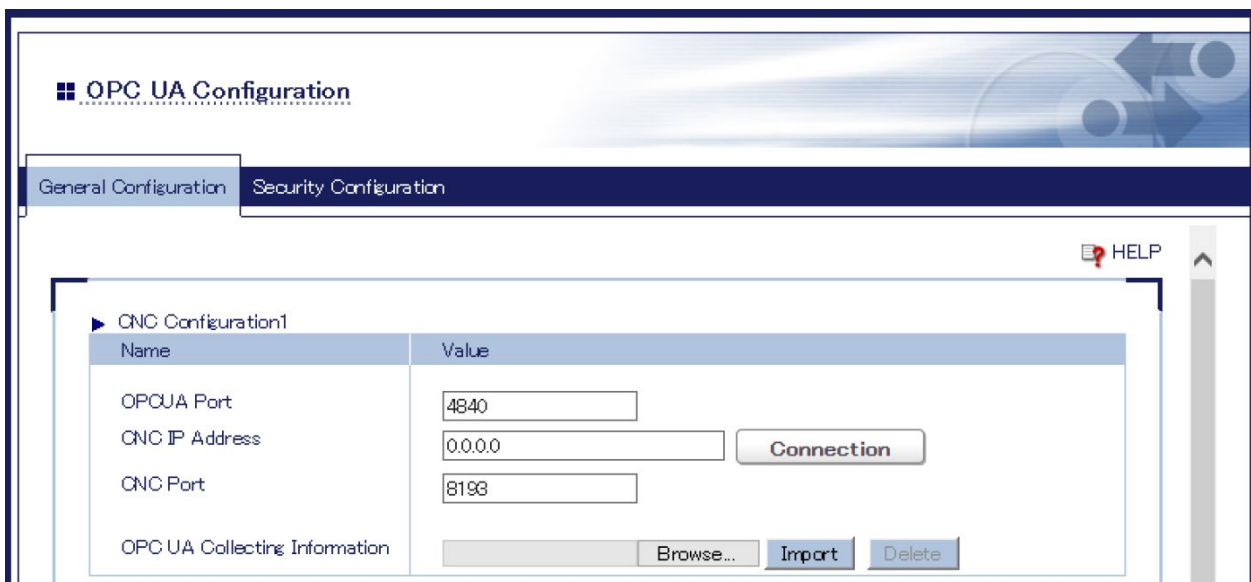 OPC UA Configuration
General Configuration Security Configuration
HELP
CNC Configuration1
Name Value
OPCUA Port 4840
CNC IP Address 0.0.0.0 Connection
CNC Port 8193
OPC UA Collecting Information Browse... Import Delete